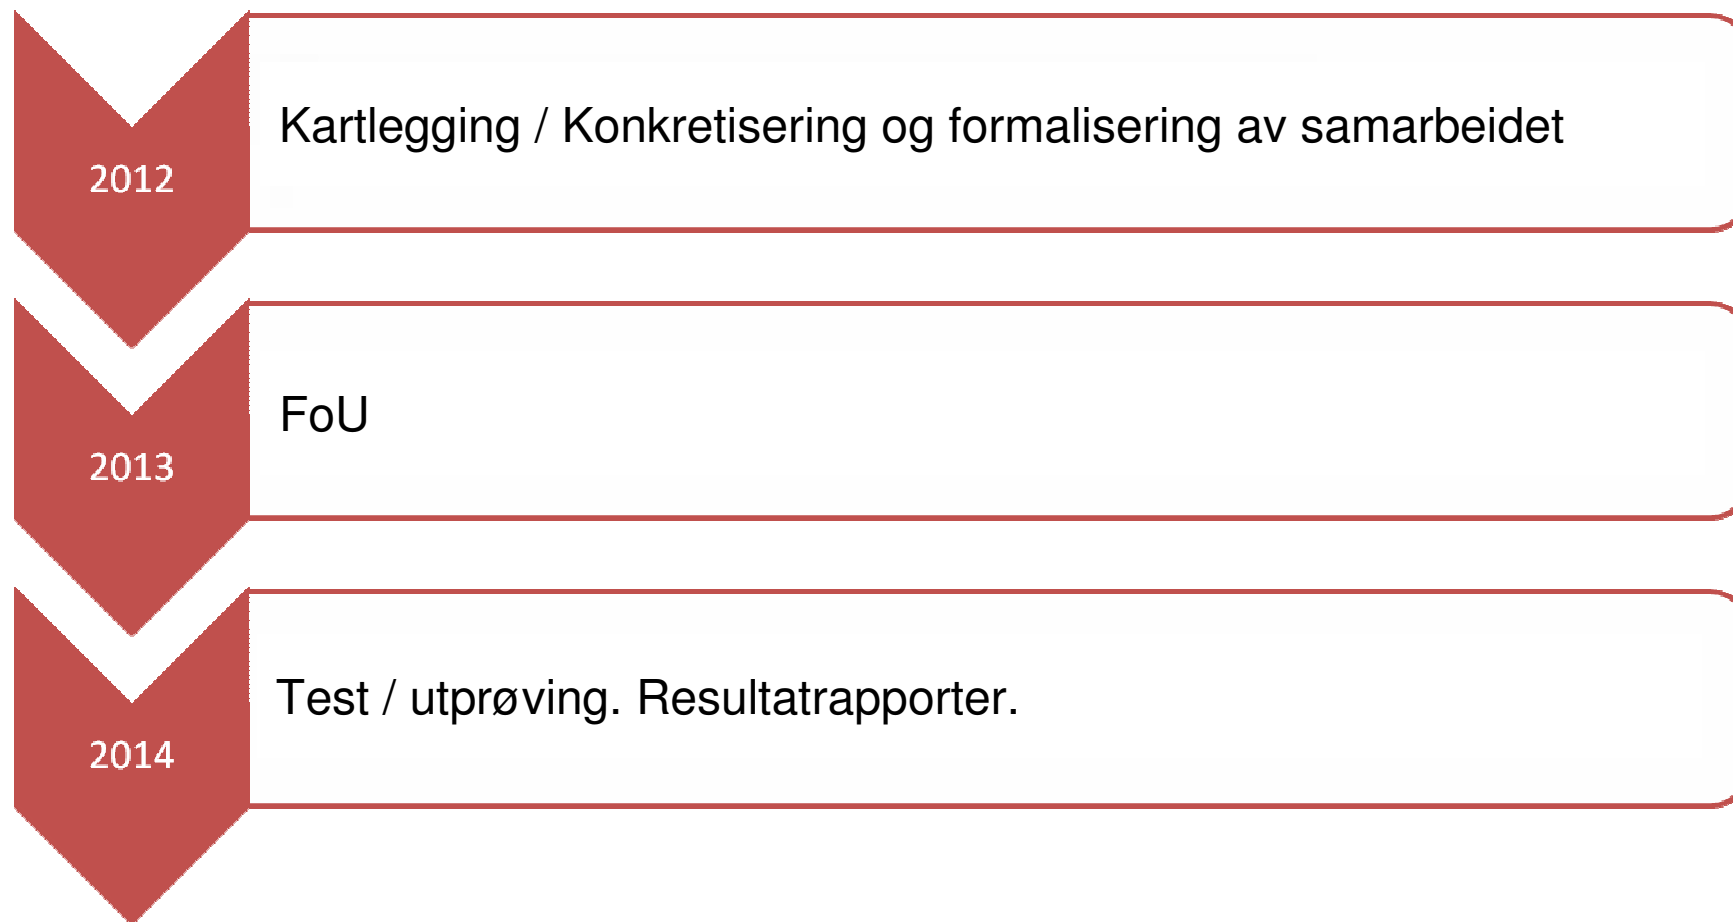 Kartlegging / Konkretisering og formalisering av samarbeidet
2012
FoU
2013
Test / utprøving. Resultatrapporter.
2014